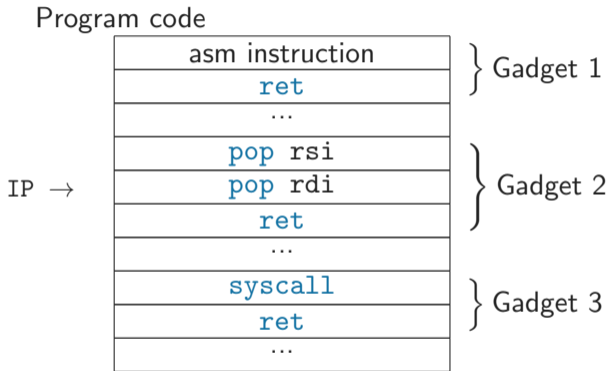 Program code
asm instruction
ret
Gadget 1
...
pop rsi
IP → pop rdi
Gadget 2
ret
...
syscall
ret
Gadget 3
...